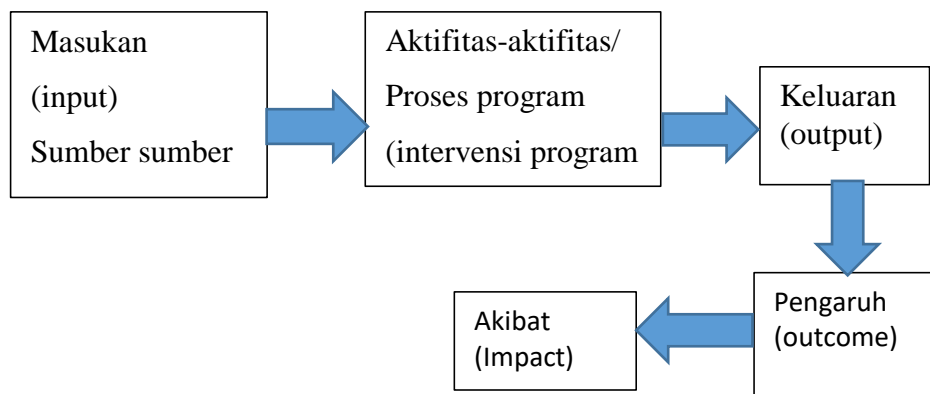 Masukan
(input)
Sumber sumber
Aktifitas-aktifitas/
Proses program
(intervensi program
Keluaran
(output)
Pengaruh
(outcome)
Akibat
(Impact)